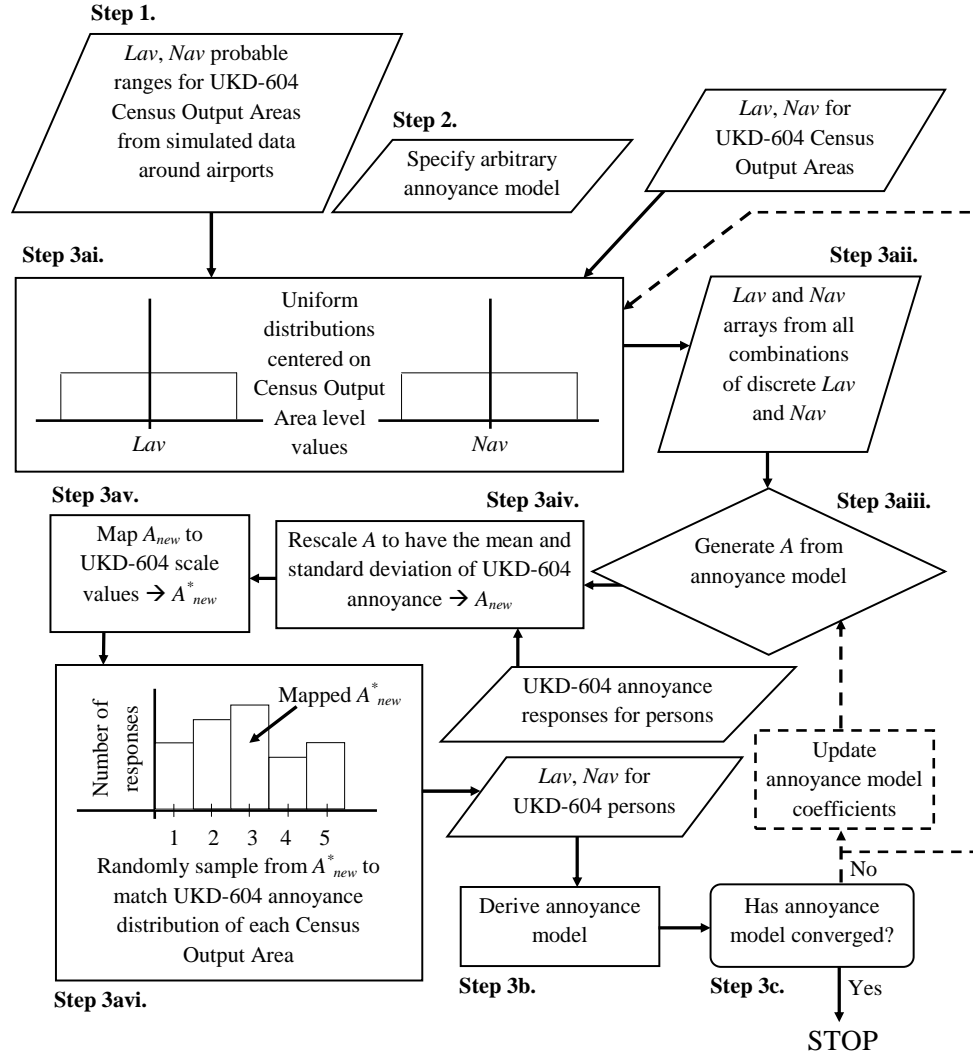 Step 1.
Lav, Nav probable
ranges for UKD-604
Census Output Areas
from simulated data
around airports
Step 2.
Specify arbitrary
annoyance model
Lav, Nav for
UKD-604 Census
Output Areas
Step 3ai.
Uniform
distributions
centered on
Census Output
Area level
values
Lav
Nav
Step 3aii.
Lav and Nav
arrays from all
combinations
of discrete Lav
and Nav
Step 3aiii.
Generate A from
annoyance model
Step 3aiv.
Rescale A to have the mean and
standard deviation of UKD-604
annoyance → A_new
UKD-604 annoyance
responses for persons
Step 3av.
Map A_new to
UKD-604 scale
values → A*_new
Number of
responses
Mapped A*_new
1 2 3 4 5
Randomly sample from A*_new to
match UKD-604 annoyance
distribution of each Census
Output Area
Step 3avi.
Lav, Nav for
UKD-604 persons
Derive annoyance
model
Step 3b.
Has annoyance
model converged?
Step 3c.
No
Update
annoyance model
coefficients
Yes
STOP